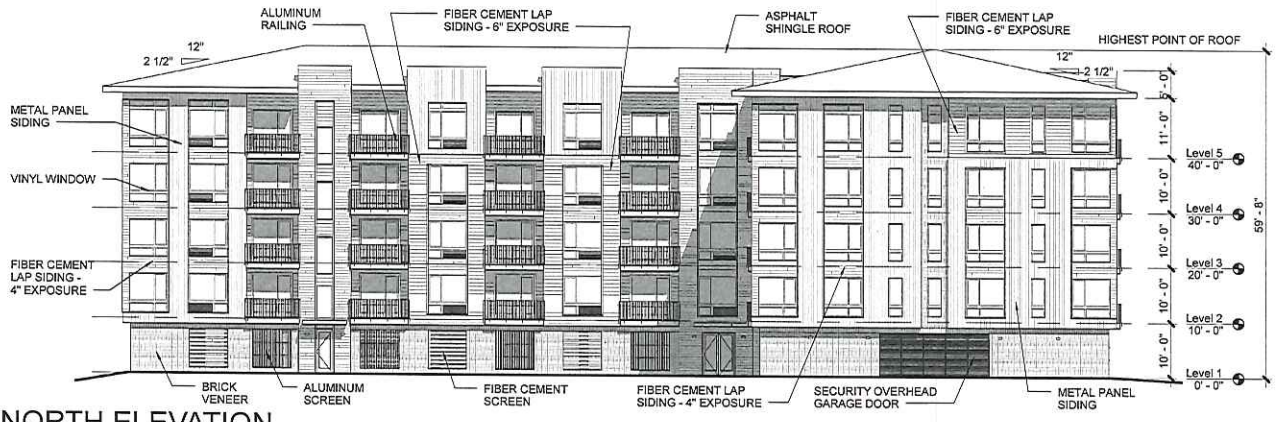 ALUMINUM
RAILING
FIBER CEMENT LAP
SIDING - 6" EXPOSURE
ASPHALT
SHINGLE ROOF
FIBER CEMENT LAP
SIDING - 6" EXPOSURE
HIGHEST POINT OF ROOF
12"
2 1/2"
12"
2 1/2"
METAL PANEL
SIDING
VINYL WINDOW
FIBER CEMENT
LAP SIDING -
4" EXPOSURE
5' - 0"
11' - 0"
10' - 0"
10' - 0"
10' - 0"
10' - 0"
59' - 8"
Level 5
40' - 0"
Level 4
30' - 0"
Level 3
20' - 0"
Level 2
10' - 0"
Level 1
0' - 0"
BRICK
VENEER
ALUMINUM
SCREEN
FIBER CEMENT
SCREEN
FIBER CEMENT LAP
SIDING - 4" EXPOSURE
SECURITY OVERHEAD
GARAGE DOOR
METAL PANEL
SIDING
NORTH ELEVATION